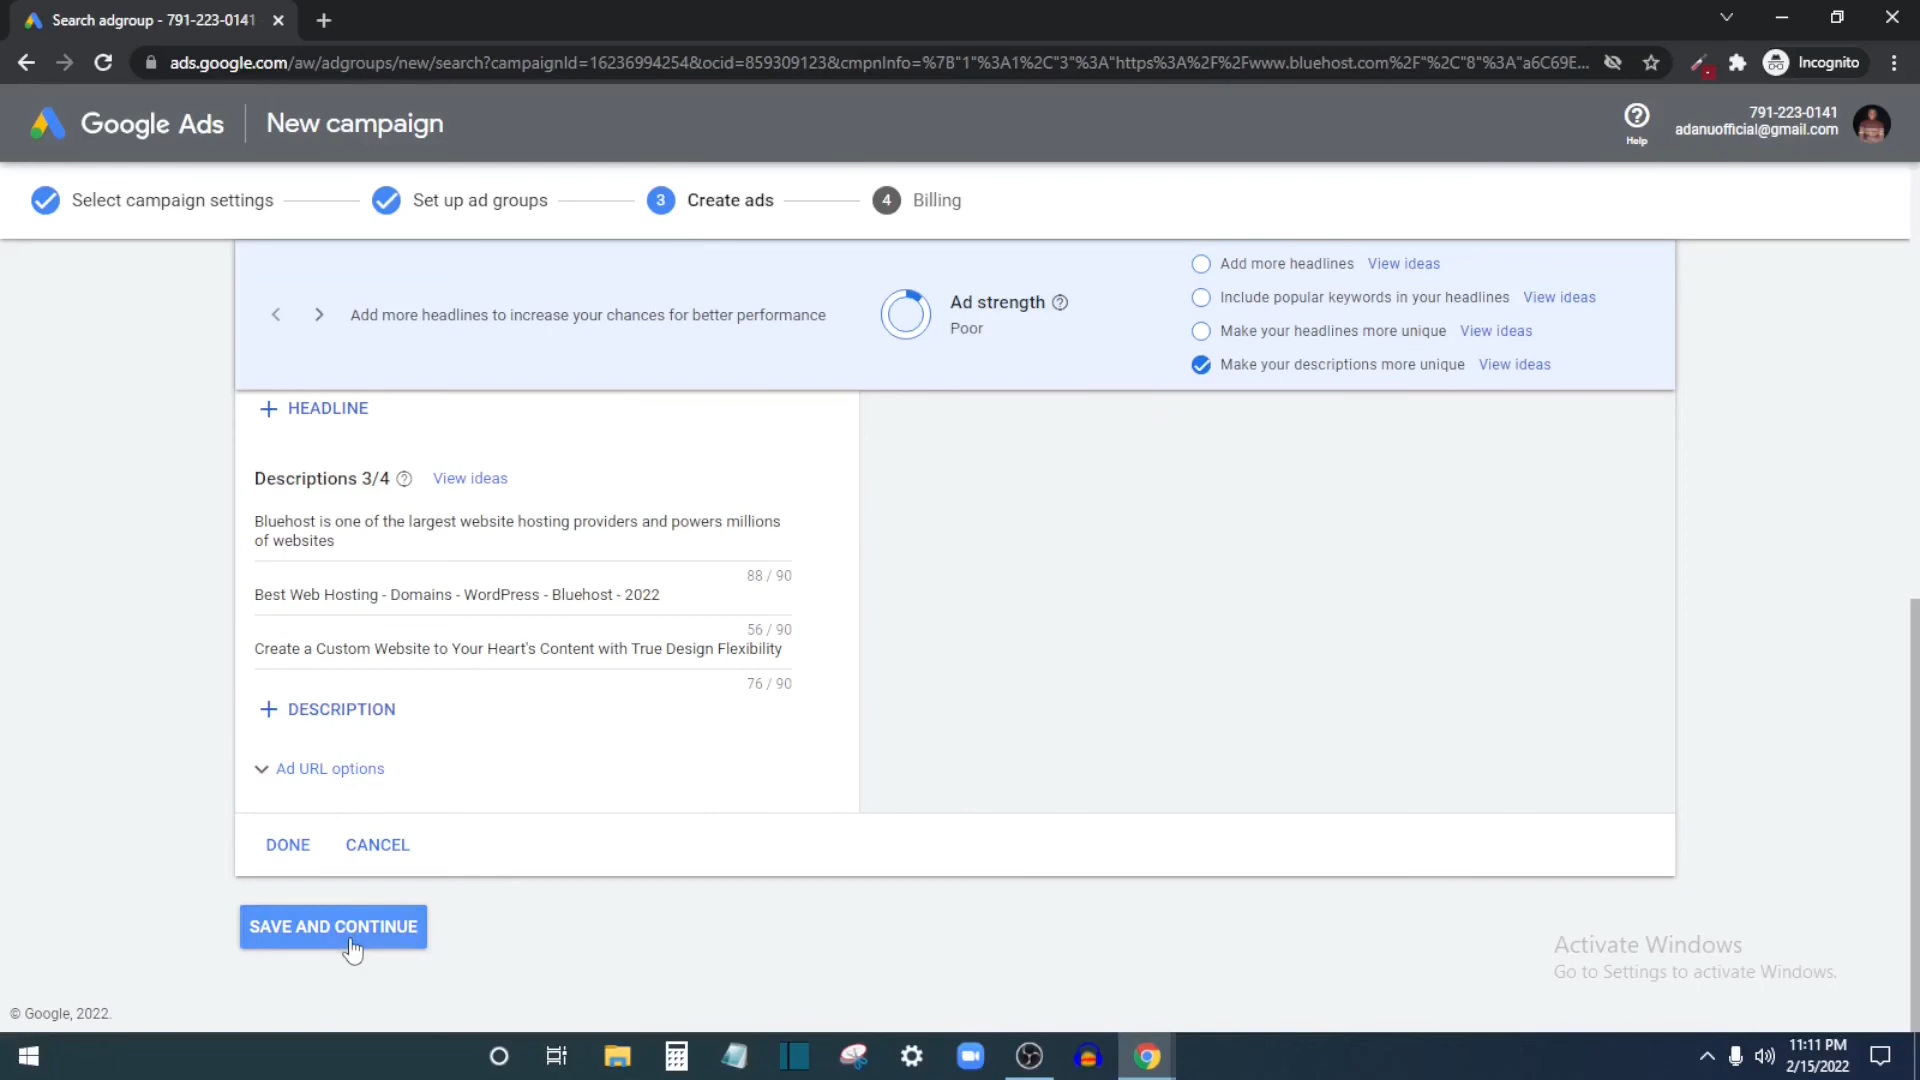 Search adgroup - 791-223-0141
ads.google.com/aw/adgroups/new/search?campaignId=16236994254&ocid=859309123&cmpnInfo=%7B"1"%3A1%2C"3"%3A"https%3A%2F%2Fwww.bluehost.com%2F"%2C"8"%3A"a6C69E...
Incognito
Google Ads
New campaign
Help
791-223-0141
adanuofficial@gmail.com
Select campaign settings
Set up ad groups
3
Create ads
4
Billing
Add more headlines to increase your chances for better performance
Ad strength
Poor
Add more headlines View ideas
Include popular keywords in your headlines View ideas
Make your headlines more unique View ideas
Make your descriptions more unique View ideas
+ HEADLINE
Descriptions 3/4
View ideas
Bluehost is one of the largest website hosting providers and powers millions
of websites
88 / 90
Best Web Hosting - Domains - WordPress - Bluehost - 2022
56 / 90
Create a Custom Website to Your Heart's Content with True Design Flexibility
76 / 90
+ DESCRIPTION
Ad URL options
DONE
CANCEL
SAVE AND CONTINUE
Activate Windows
Go to Settings to activate Windows.
© Google, 2022.
11:11 PM
2/15/2022